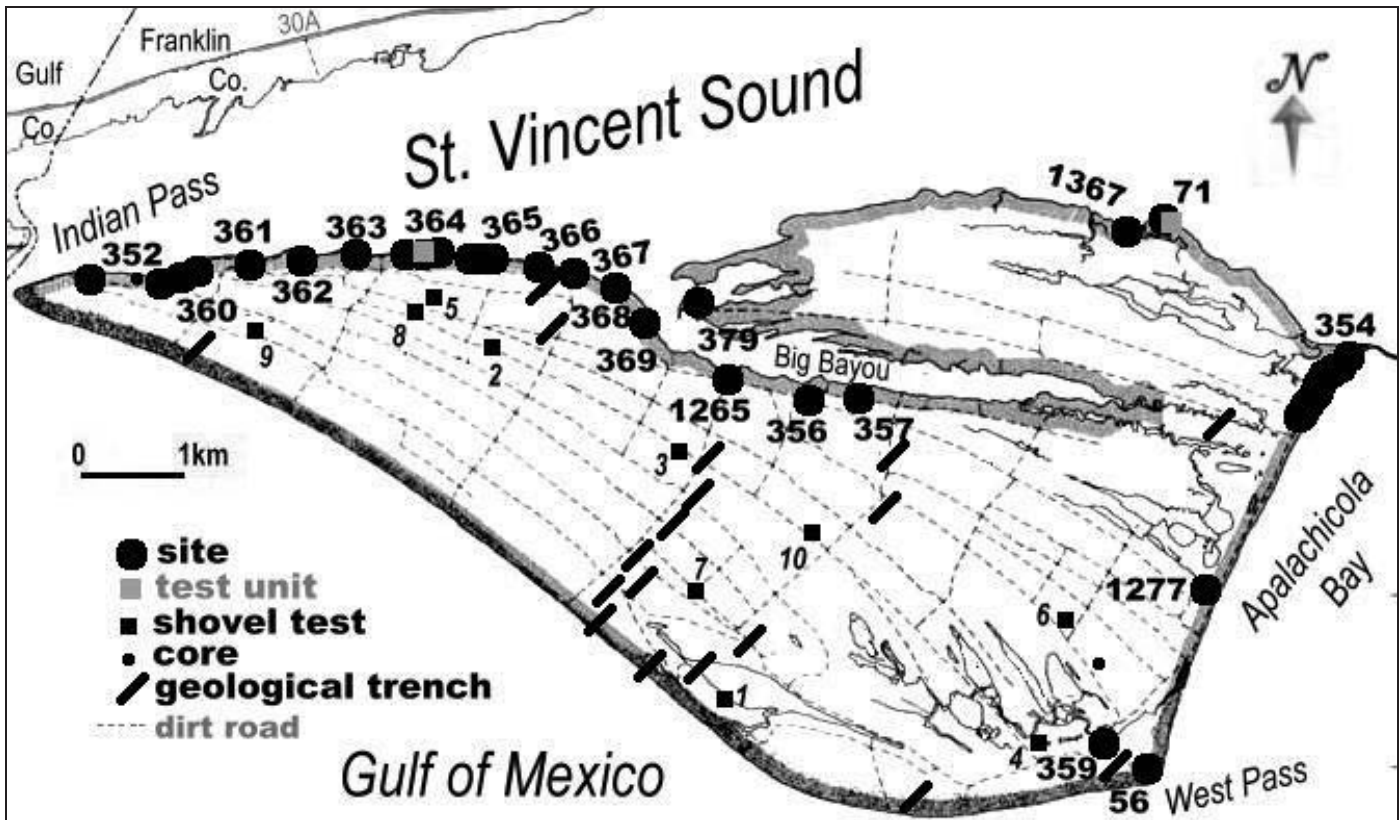 Gulf
Co.
Franklin
Co.
30A
St. Vincent Sound
N
Indian Pass
352
360
361
362
363
364
365
366
367
368
369
379
1367
71
354
Big Bayou
1265
356
357
9
8
5
2
3
10
7
6
1
4
1277
359
56
Apalachicola
Bay
West Pass
Gulf of Mexico
0 1km
site
test unit
shovel test
core
geological trench
dirt road